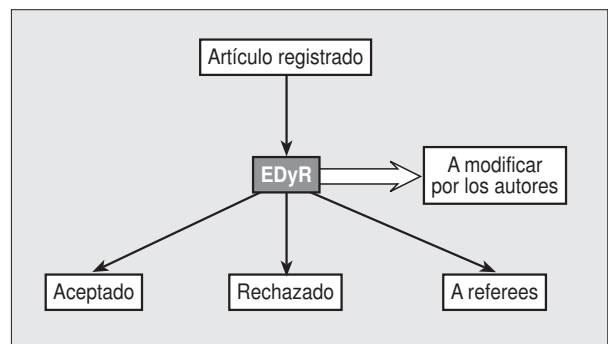 Artículo registrado
EDyR
A modificar
por los autores
Aceptado
Rechazado
A referees